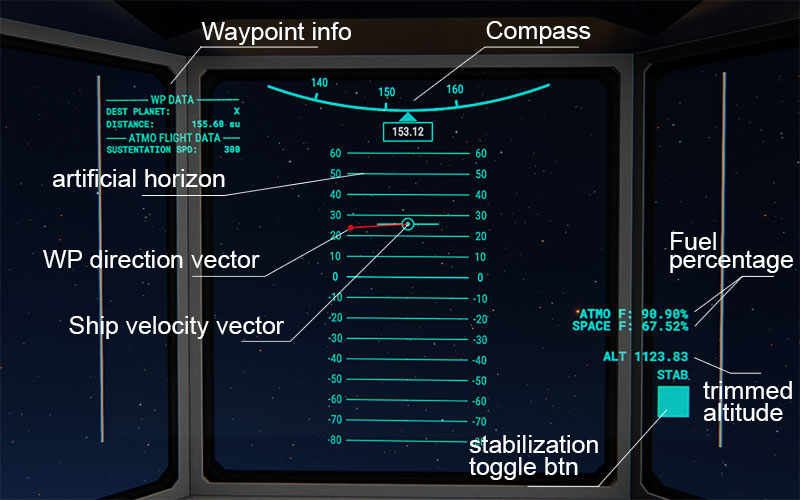 Waypoint info
Compass
140
150
160
153.12
WP DATA
DEST PLANET: X
DISTANCE: 155.60 su
ATMO FLIGHT DATA
SUSTENTATION SPD: 300
artificial horizon
WP direction vector
Ship velocity vector
60 60
50 50
40 40
30 30
20 20
10 10
0 0
-10 -10
-20 -20
-30 -30
-40 -40
-50 -50
-60 -60
-70 -70
-80 -80
Fuel
percentage
ATMO F: 90.90%
SPACE F: 67.52%
ALT 1123.83
STAB
trimmed
altitude
stabilization
toggle btn